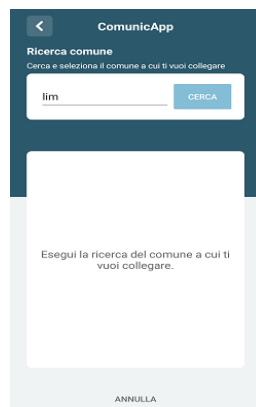 ComunicApp
Ricerca comune
Cerca e seleziona il comune a cui ti vuoi collegare
lim
CERCA
Esegui la ricerca del comune a cui ti
vuoi collegare.
ANNULLA